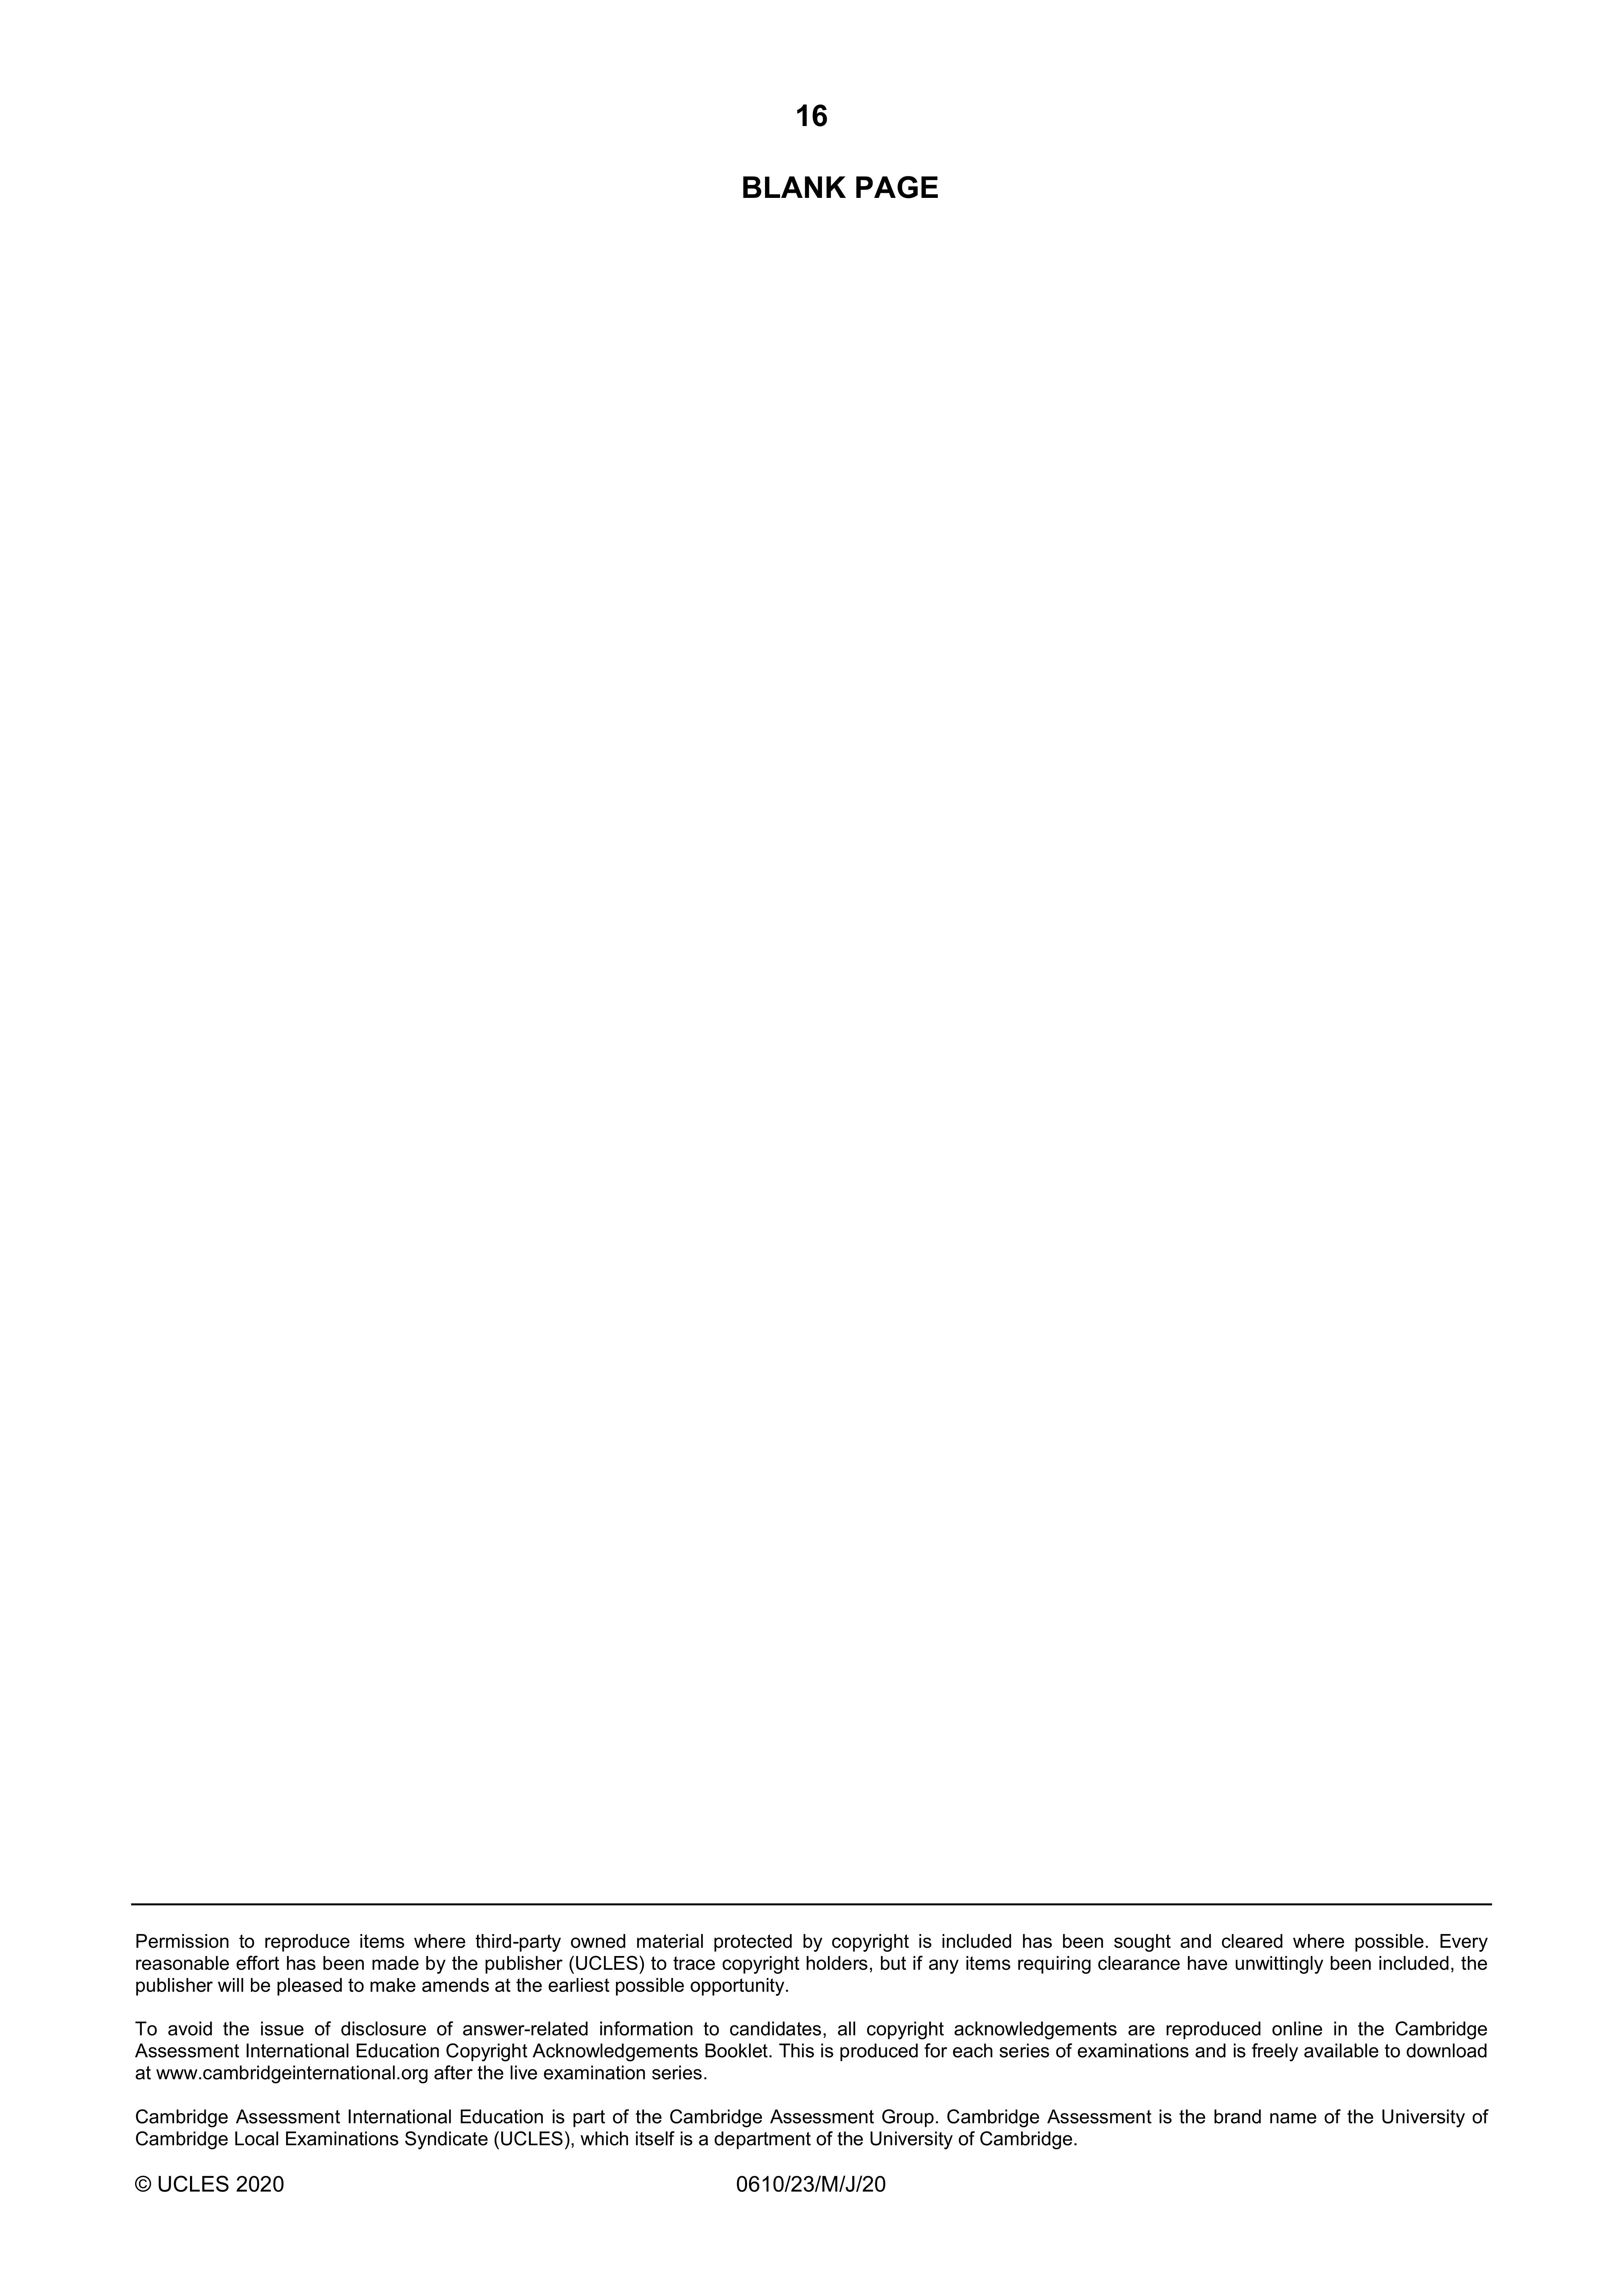 16
BLANK PAGE
Permission to reproduce items where third-party owned material protected by copyright is included has been sought and cleared where possible. Every
reasonable effort has been made by the publisher (UCLES) to trace copyright holders, but if any items requiring clearance have unwittingly been included, the
publisher will be pleased to make amends at the earliest possible opportunity.
To avoid the issue of disclosure of answer-related information to candidates, all copyright acknowledgements are reproduced online in the Cambridge
Assessment International Education Copyright Acknowledgements Booklet. This is produced for each series of examinations and is freely available to download
at www.cambridgeinternational.org after the live examination series.
Cambridge Assessment International Education is part of the Cambridge Assessment Group. Cambridge Assessment is the brand name of the University of
Cambridge Local Examinations Syndicate (UCLES), which itself is a department of the University of Cambridge.
© UCLES 2020 0610/23/M/J/20